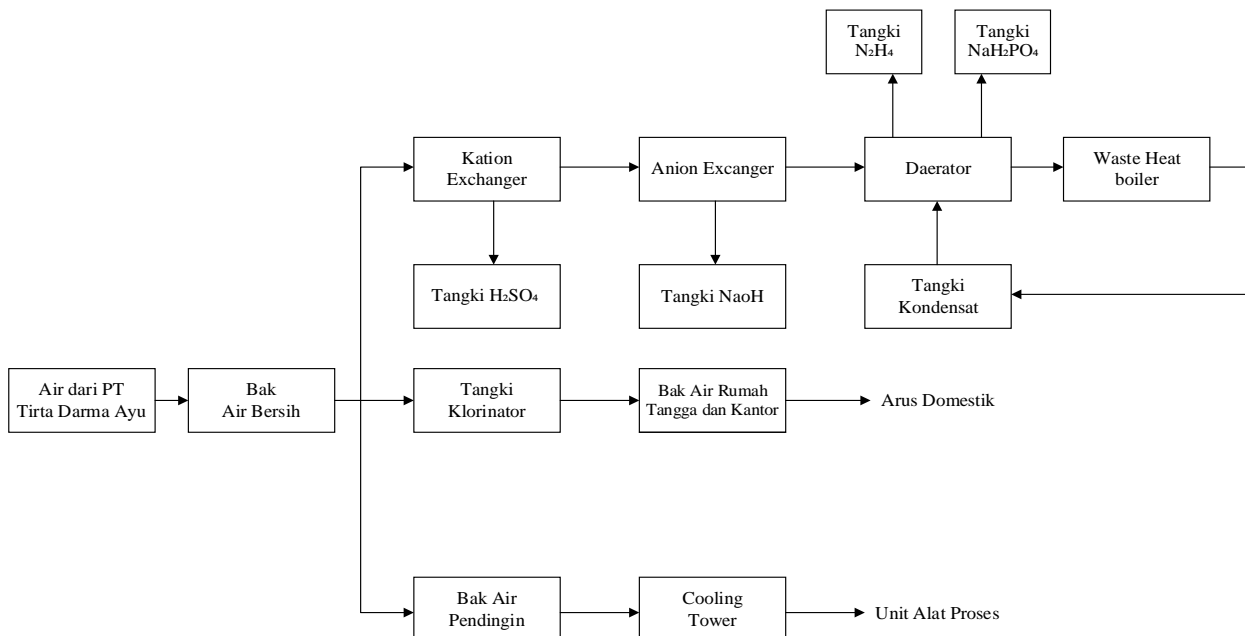 Tangki
N₂H₄
Tangki
NaH₂PO₄
Kation
Exchanger
Anion Excanger
Daerator
Waste Heat
boiler
Tangki H₂SO₄
Tangki NaoH
Tangki
Kondensat
Air dari PT
Tirta Darma Ayu
Bak
Air Bersih
Tangki
Klorinator
Bak Air Rumah
Tangga dan Kantor
Arus Domestik
Bak Air
Pendingin
Cooling
Tower
Unit Alat Proses